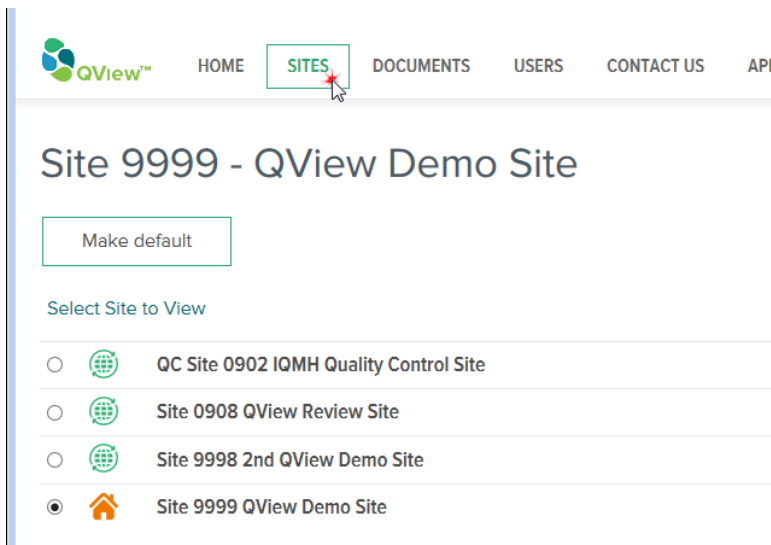 QView™ HOME SITES DOCUMENTS USERS CONTACT US
Site 9999 - QView Demo Site
Make default
Select Site to View
QC Site 0902 IQMH Quality Control Site
Site 0908 QView Review Site
Site 9998 2nd QView Demo Site
Site 9999 QView Demo Site